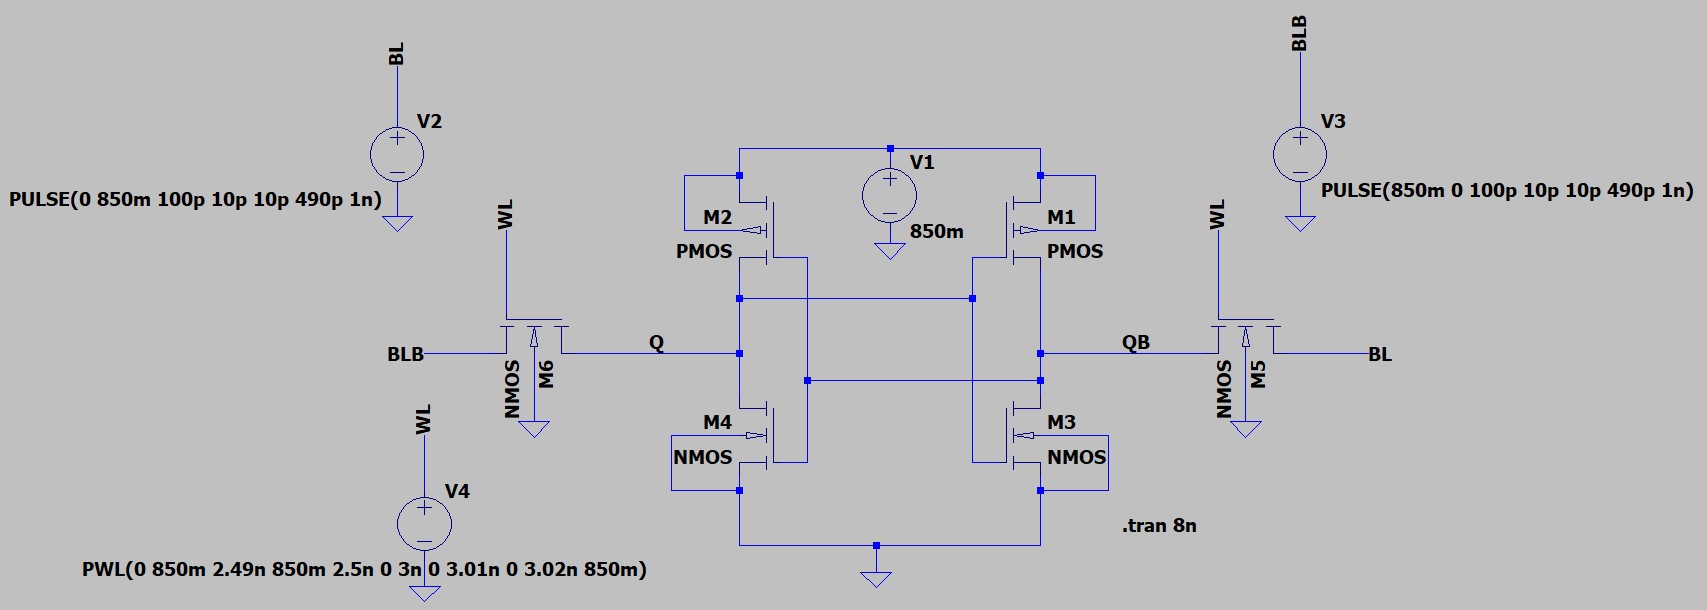 BL
V2
PULSE(0 850m 100p 10p 10p 490p 1n)
BLB
V3
PULSE(850m 0 100p 10p 10p 490p 1n)
V1
850m
M2
PMOS
M1
PMOS
WL
BLB
NMOS
M6
Q
WL
QB
NMOS
M5
BL
M4
NMOS
M3
NMOS
WL
V4
PWL(0 850m 2.49n 850m 2.5n 0 3n 0 3.01n 0 3.02n 850m)
.tran 8n